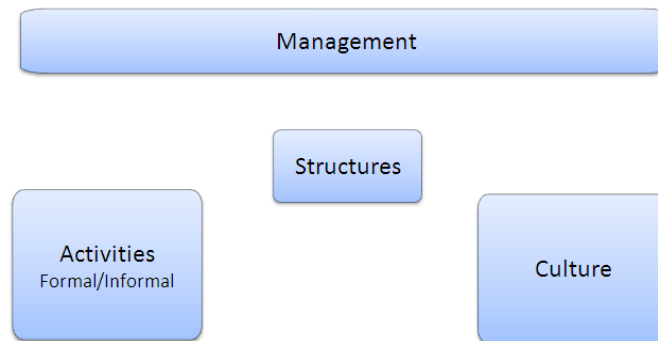 Management
Structures
Activities
Formal/Informal
Culture